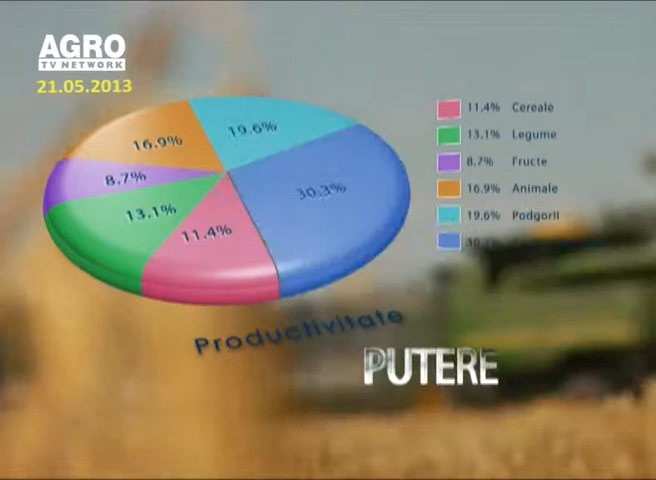 AGRO
TV NETWORK
21.05.2013
16.9%
19.6%
8.7%
30.3%
13.1%
11.4%
11.4% Cereale
13.1% Legume
8.7% Fructe
16.9% Animale
19.6% Podgorii
Productivitate
PUTERE